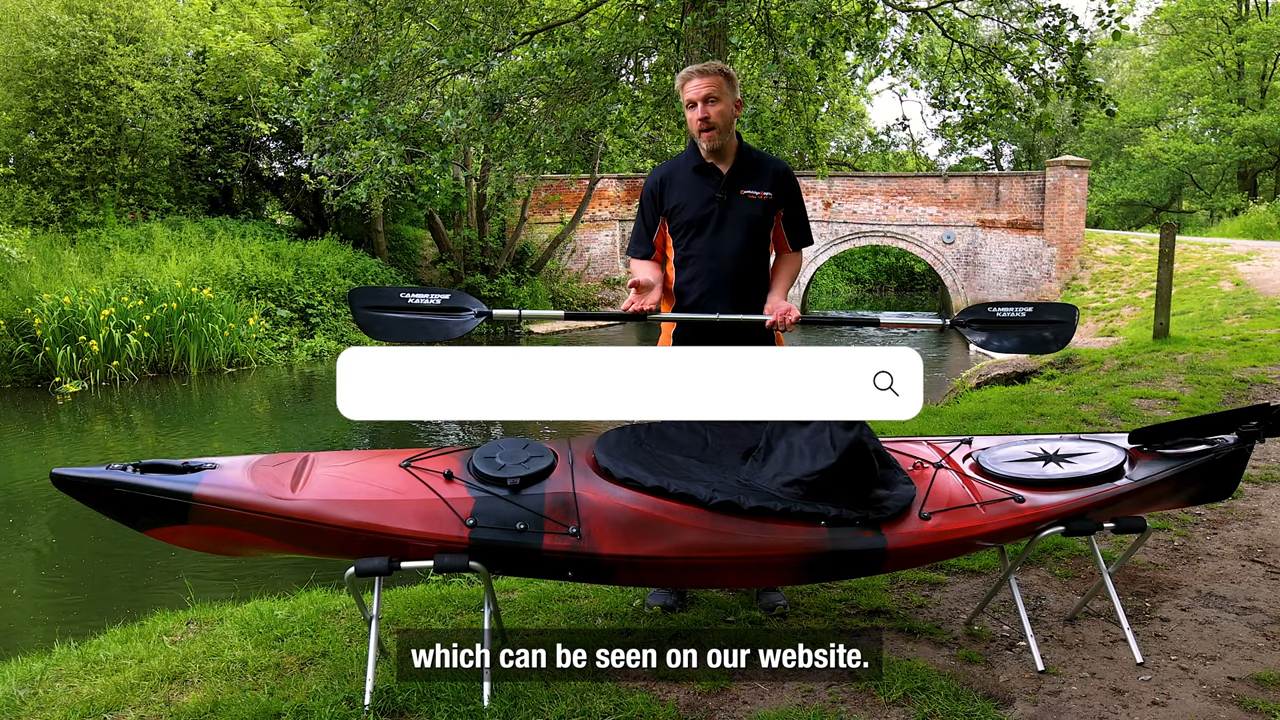 CAMBRIDGE
KAYAKS
CAMBRIDGE
KAYAKS
which can be seen on our website.